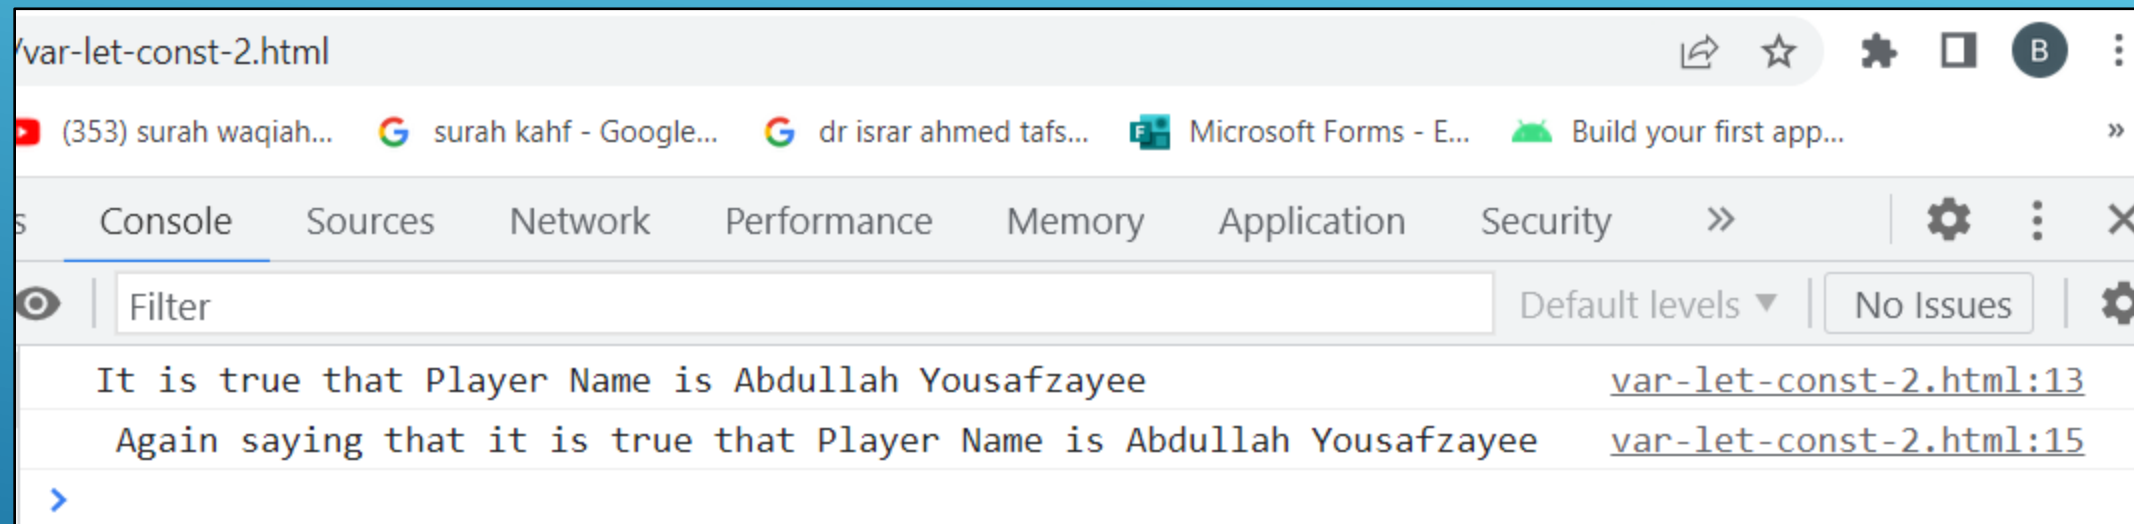 /var-let-const-2.html B
(353) surah waqiah... surah kahf - Google... dr israr ahmed tafs... Microsoft Forms - E... Build your first app... »
s Console Sources Network Performance Memory Application Security »
Filter Default levels ▼ No Issues
It is true that Player Name is Abdullah Yousafzayee var-let-const-2.html:13
Again saying that it is true that Player Name is Abdullah Yousafzayee var-let-const-2.html:15